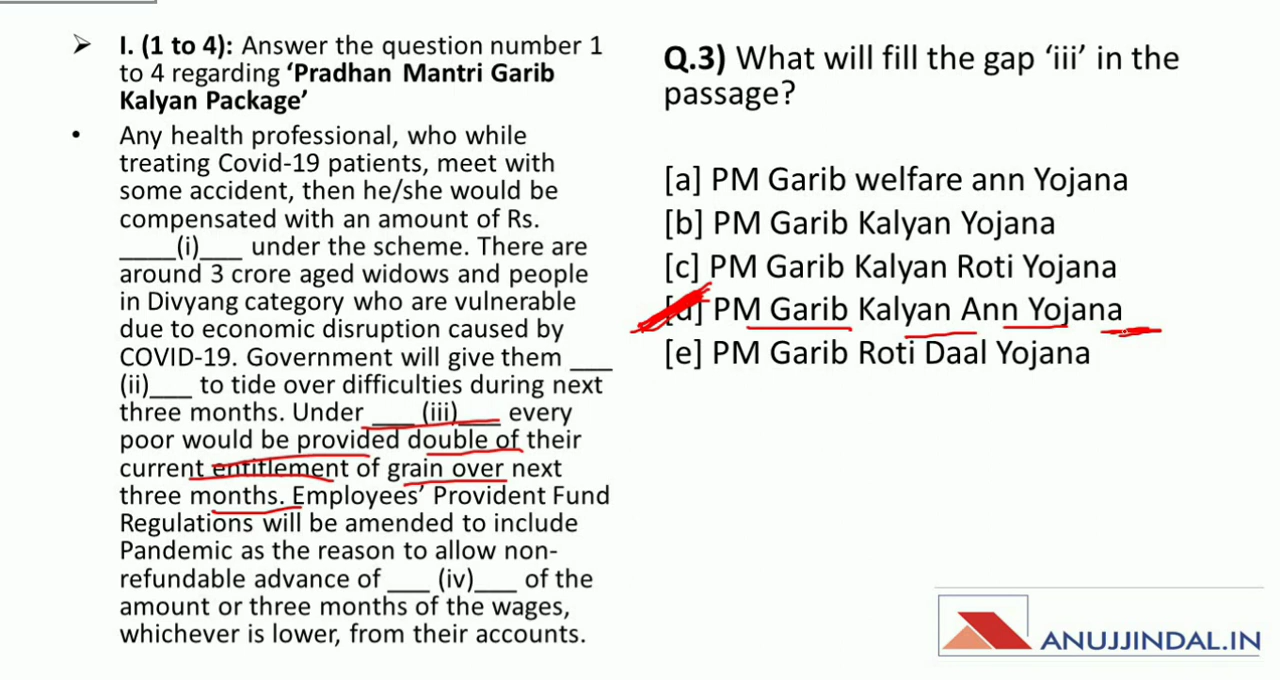 ➤ I. (1 to 4): Answer the question number 1
to 4 regarding ‘Pradhan Mantri Garib
Kalyan Package’
• Any health professional, who while
treating Covid-19 patients, meet with
some accident, then he/she would be
compensated with an amount of Rs.
____(i)___ under the scheme. There are
around 3 crore aged widows and people
in Divyang category who are vulnerable
due to economic disruption caused by
COVID-19. Government will give them ___
(ii)___ to tide over difficulties during next
three months. Under ___(iii)___ every
poor would be provided double of their
current entitlement of grain over next
three months. Employees’ Provident Fund
Regulations will be amended to include
Pandemic as the reason to allow non-
refundable advance of ___ (iv)___ of the
amount or three months of the wages,
whichever is lower, from their accounts.
Q.3) What will fill the gap ‘iii’ in the
passage?
[a] PM Garib welfare ann Yojana
[b] PM Garib Kalyan Yojana
[c] PM Garib Kalyan Roti Yojana
[d] PM Garib Kalyan Ann Yojana
[e] PM Garib Roti Daal Yojana
ANUJJINDAL.IN